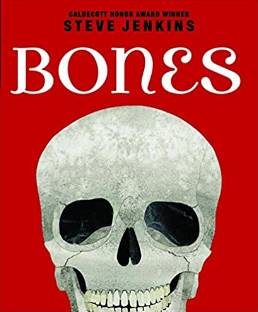 CALDECOTT HONOR AWARD WINNER
STEVE JENKINS
BONES